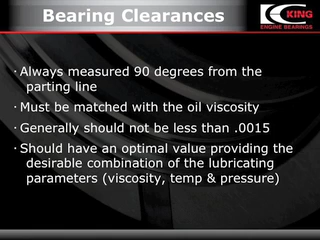 Bearing Clearances
KING
ENGINE BEARINGS
· Always measured 90 degrees from the
parting line
· Must be matched with the oil viscosity
· Generally should not be less than .0015
· Should have an optimal value providing the
desirable combination of the lubricating
parameters (viscosity, temp & pressure)